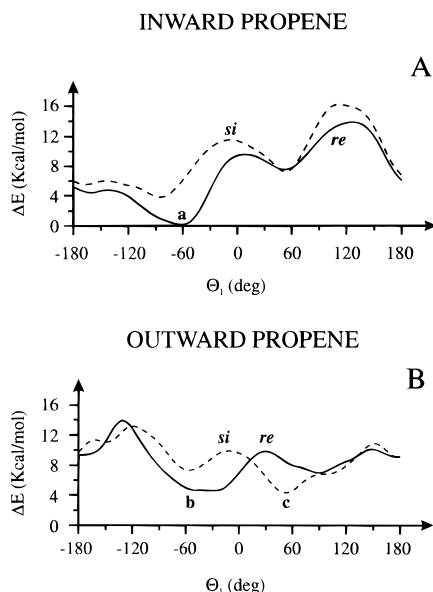 INWARD PROPENE
A
16
12
8
4
0
ΔE (Kcal/mol)
si
re
a
-180 -120 -60 0 60 120 180
Θ₁ (deg)
OUTWARD PROPENE
B
16
12
8
4
0
ΔE (Kcal/mol)
si re
b c
-180 -120 -60 0 60 120 180
Θ₁ (deg)